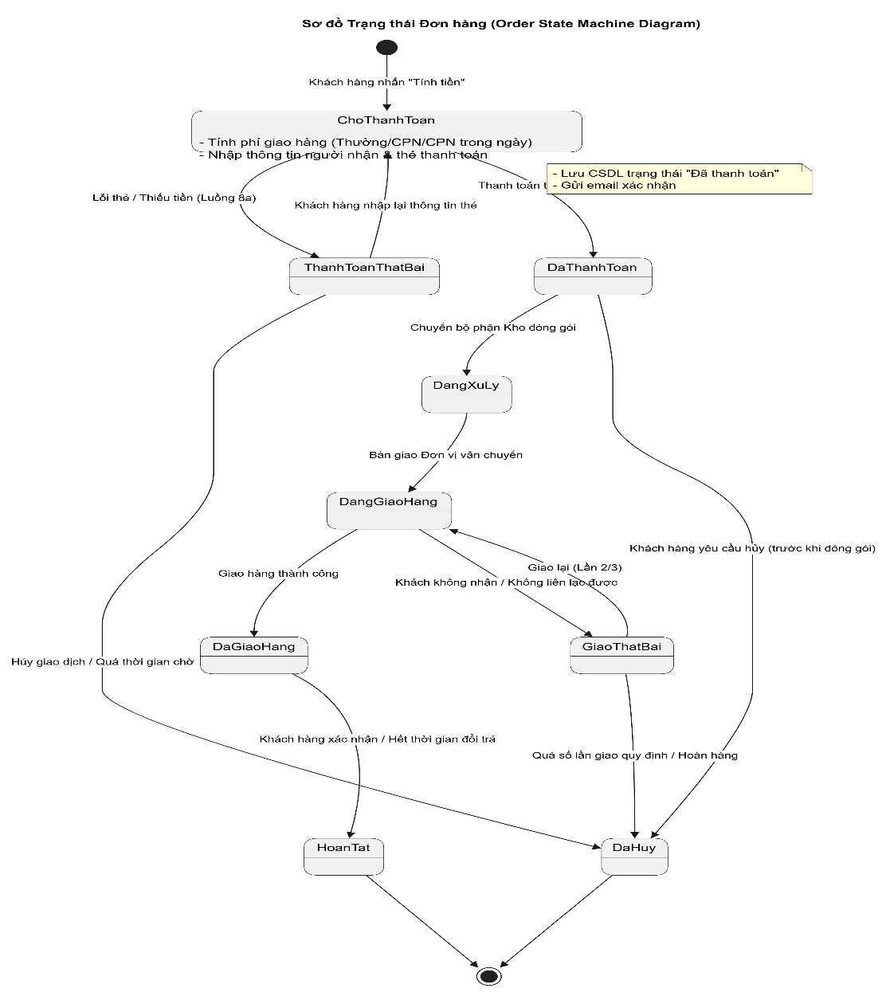 Sơ đồ Trạng thái Đơn hàng (Order State Machine Diagram)
Khách hàng nhấn "Tính tiền"
ChoThanhToan
- Tính phí giao hàng (Thường/CPN/CPN trong ngày)
- Nhập thông tin người nhận & thẻ thanh toán
- Lưu CSDL trạng thái "Đã thanh toán"
- Gửi email xác nhận
Thanh toán t
Lỗi thẻ / Thiếu tiền (Luồng 8a)
Khách hàng nhập lại thông tin thẻ
ThanhToanThatBai
DaThanhToan
Chuyển bộ phận Kho đóng gói
DangXuLy
Bàn giao Đơn vị vận chuyển
DangGiaoHang
Khách hàng yêu cầu hủy (trước khi đóng gói)
Giao lại (Lần 2/3)
Giao hàng thành công
Khách không nhận / Không liên lạc được
DaGiaoHang
GiaoThatBai
Hủy giao dịch / Quá thời gian chờ
Khách hàng xác nhận / Hết thời gian đổi trả
Quá số lần giao quy định / Hoàn hàng
HoanTat
DaHuy